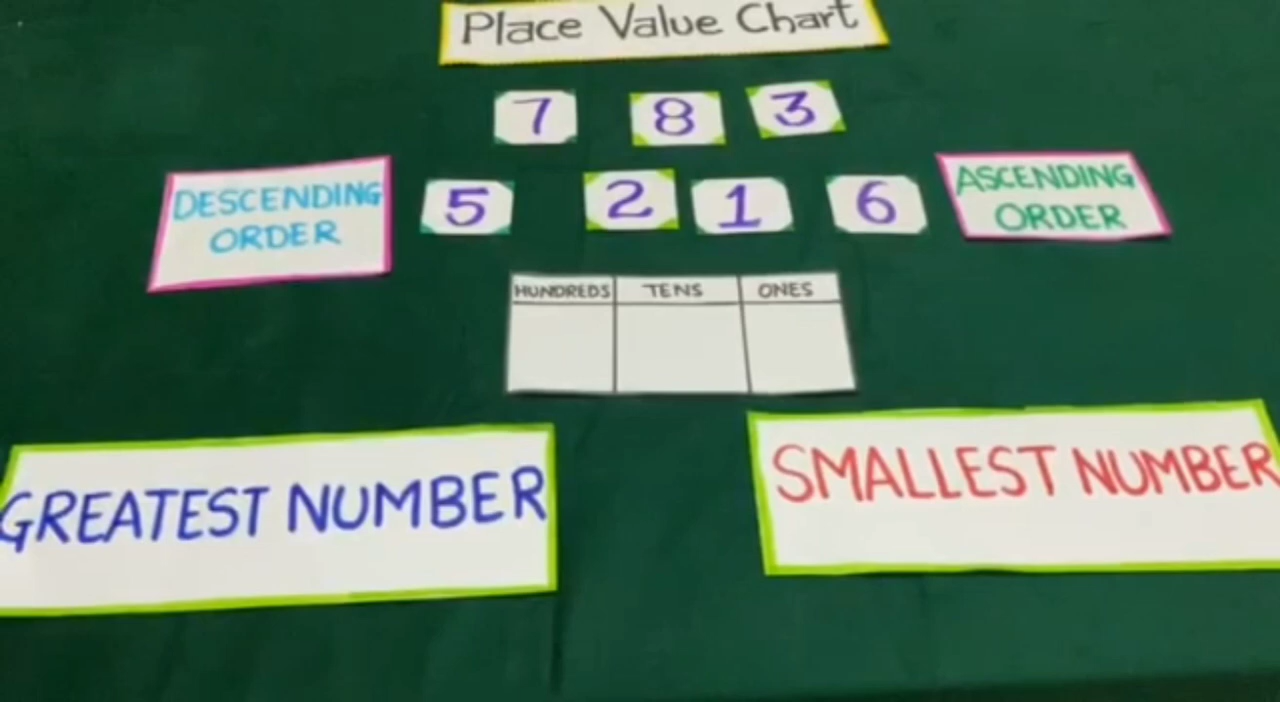 Place Value Chart
7 8 3
DESCENDING
ORDER
5 2 1 6
ASCENDING
ORDER
HUNDREDS TENS ONES
GREATEST NUMBER
SMALLEST NUMBER